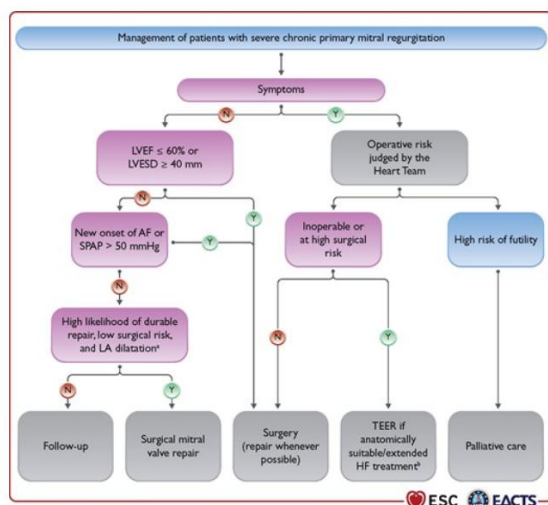 Management of patients with severe chronic primary mitral regurgitation
Symptoms
N
Y
LVEF ≤ 60% or
LVESD ≥ 40 mm
Operative risk
judged by the
Heart Team
N
Y
New onset of AF or
SPAP > 50 mmHg
Y
Inoperable or
at high surgical
risk
High risk of futility
N
High likelihood of durable
repair, low surgical risk,
and LA dilatationᵃ
N
Y
N
Y
Follow-up
Surgical mitral
valve repair
Surgery
(repair whenever
possible)
TEER if
anatomically
suitable/extended
HF treatmentᵇ
Palliative care
ESC
EACTS